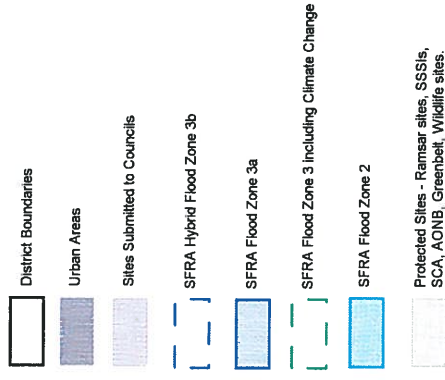 District Boundaries
Urban Areas
Sites Submitted to Councils
SFRA Hybrid Flood Zone 3b
SFRA Flood Zone 3a
SFRA Flood Zone 3 Including Climate Change
SFRA Flood Zone 2
Protected Sites - Ramsar sites, SSSIs,
SCA, AONB, Greenbelt, Wildlife sites.